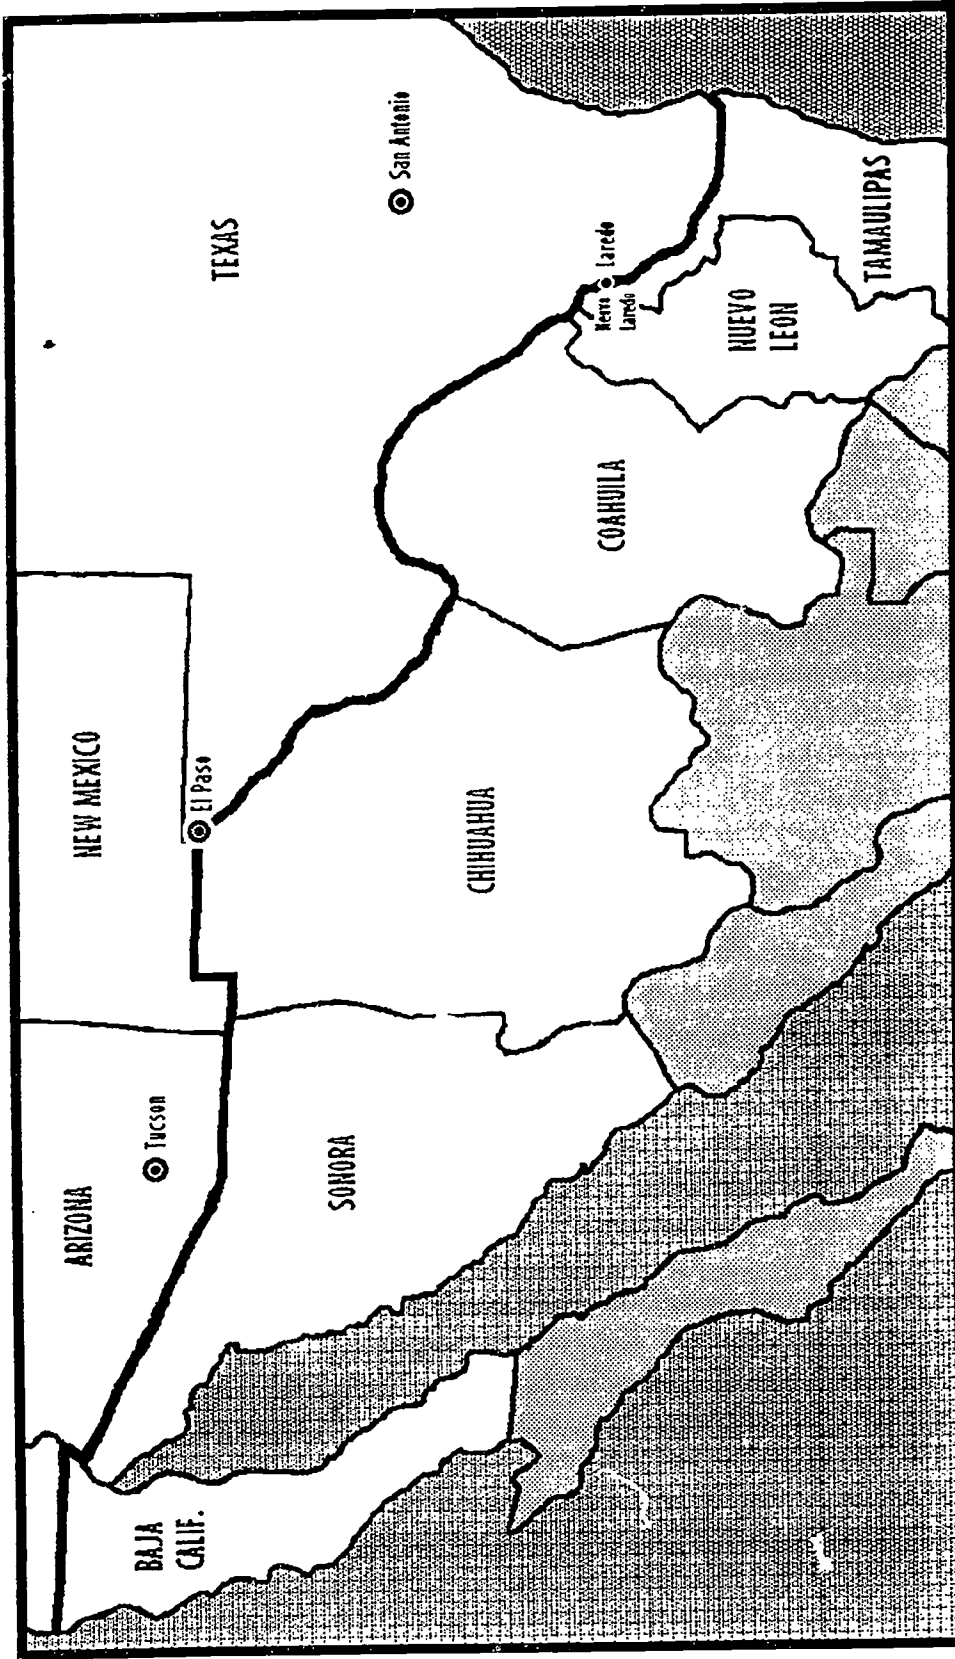 ARIZONA
NEW MEXICO
TEXAS
Tucson
El Paso
San Antonio
BAJA
CALIF.
SONORA
CHIHUAHUA
COAHUILA
Laredo
Laredo
NUEVO
LEON
TAMAULIPAS